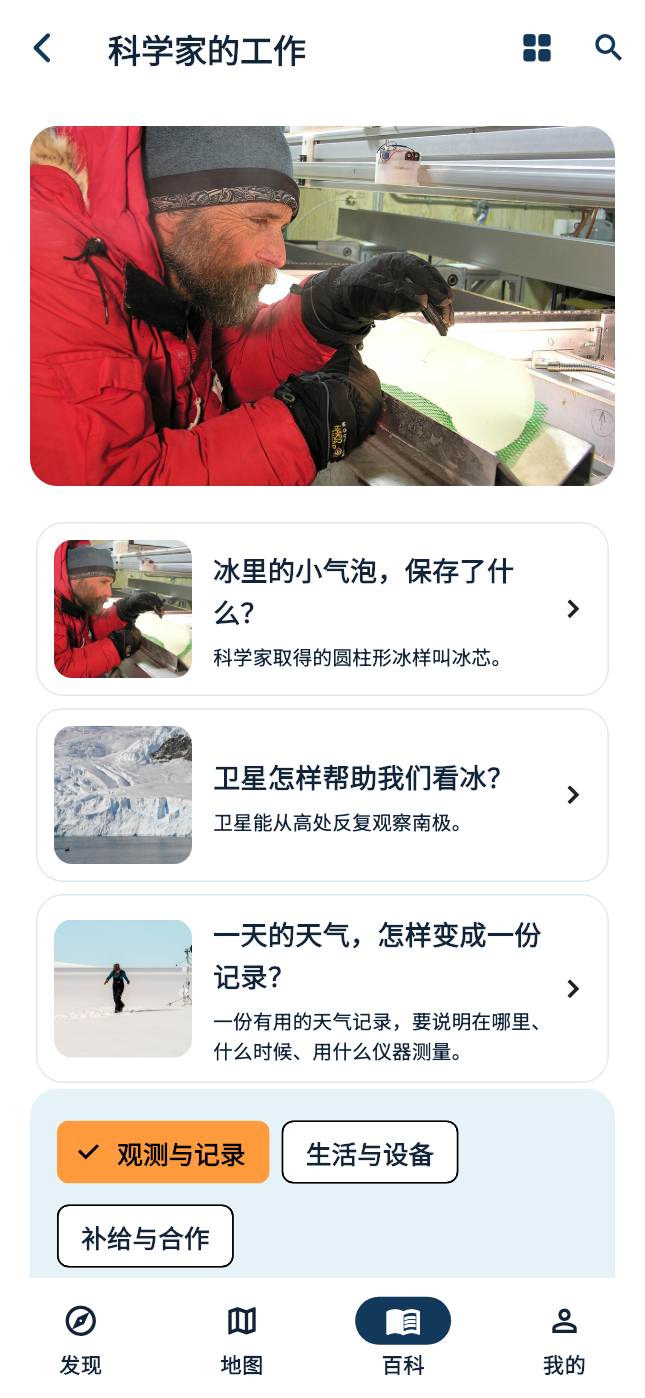 科学家的工作
冰里的小气泡，保存了什
么？
科学家取得的圆柱形冰样叫冰芯。
卫星怎样帮助我们看冰？
卫星能从高处反复观察南极。
一天的天气，怎样变成一份
记录？
一份有用的天气记录，要说明在哪里、
什么时候、用什么仪器测量。
观测与记录
生活与设备
补给与合作
发现
地图
百科
我的